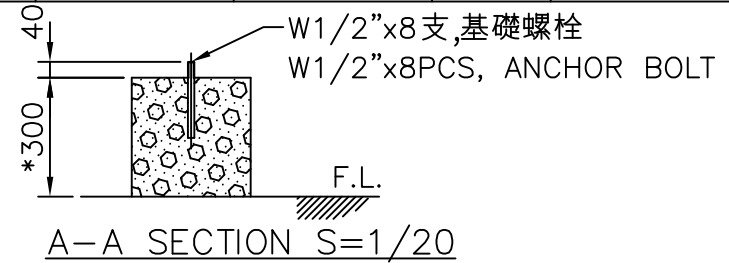 40
W1/2"x8支,基礎螺栓
W1/2"x8PCS, ANCHOR BOLT
*300
F.L.
A-A SECTION S=1/20